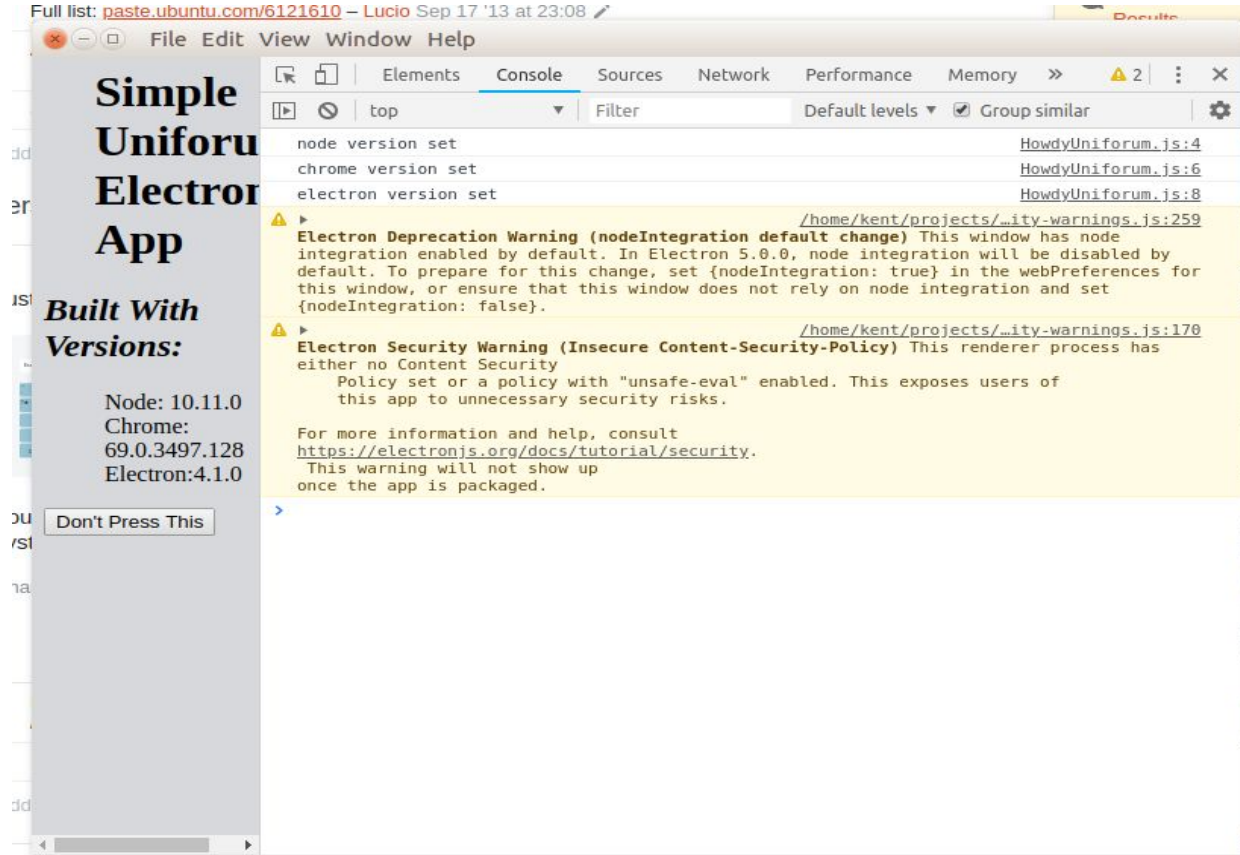 Full list: paste.ubuntu.com/6121610 – Lucio Sep 17 '13 at 23:08
Results
File Edit View Window Help
Simple
Uniforu
Electron
App
Built With
Versions:
Node: 10.11.0
Chrome:
69.0.3497.128
Electron:4.1.0
Don't Press This
Elements Console Sources Network Performance Memory » 2
top Filter Default levels Group similar
node version set HowdyUniforum.js:4
chrome version set HowdyUniforum.js:6
electron version set HowdyUniforum.js:8
/home/kent/projects/…ity-warnings.js:259
Electron Deprecation Warning (nodeIntegration default change) This window has node
integration enabled by default. In Electron 5.0.0, node integration will be disabled by
default. To prepare for this change, set {nodeIntegration: true} in the webPreferences for
this window, or ensure that this window does not rely on node integration and set
{nodeIntegration: false}.
/home/kent/projects/…ity-warnings.js:170
Electron Security Warning (Insecure Content-Security-Policy) This renderer process has
either no Content Security
Policy set or a policy with "unsafe-eval" enabled. This exposes users of
this app to unnecessary security risks.
For more information and help, consult
https://electronjs.org/docs/tutorial/security.
This warning will not show up
once the app is packaged.
>